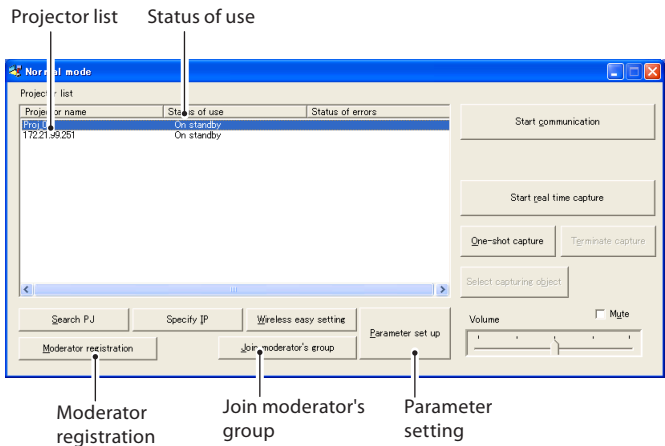 Projector list Status of use
Normal mode
Projector list
Projector name Status of use Status of errors
Proj On standby
172.21.99.251 On standby
Start communication
Start real time capture
One-shot capture Terminate capture
Select capturing object
Search PJ Specify IP Wireless easy setting Parameter set up Volume Mute
Moderator registration Join moderator's group
Moderator registration
Join moderator's group
Parameter setting